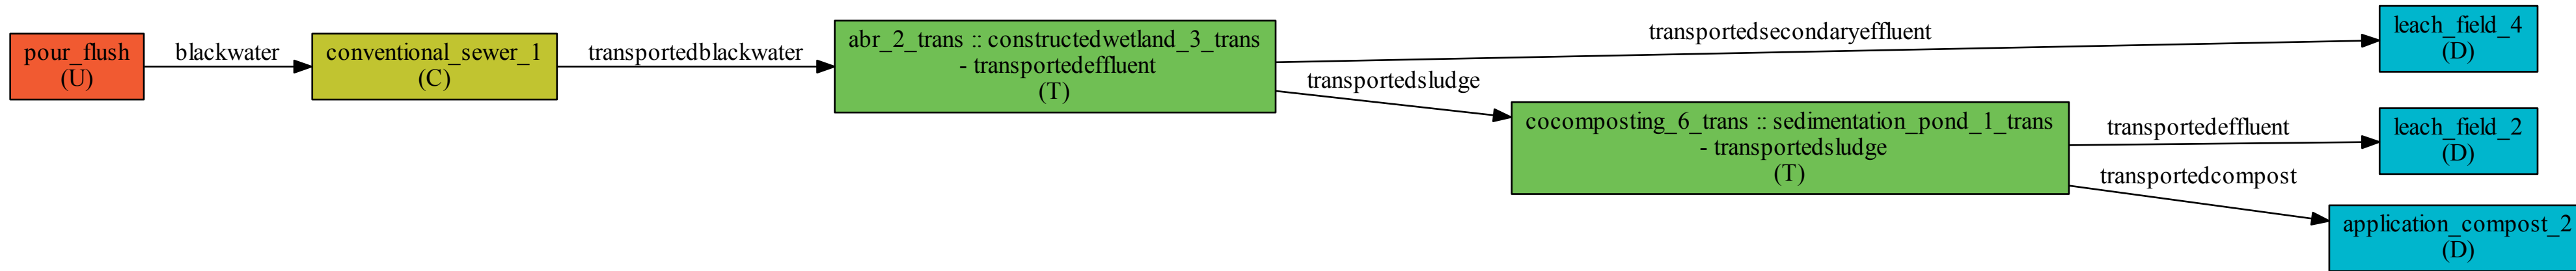 pour_flush
(U)
blackwater
conventional_sewer_1
(C)
transportedblackwater
abr_2_trans :: constructedwetland_3_trans
- transportedeffluent
(T)
transportedsecondaryeffluent
leach_field_4
(D)
transportedsludge
cocomposting_6_trans :: sedimentation_pond_1_trans
- transportedsludge
(T)
transportedeffluent
leach_field_2
(D)
transportedcompost
application_compost_2
(D)